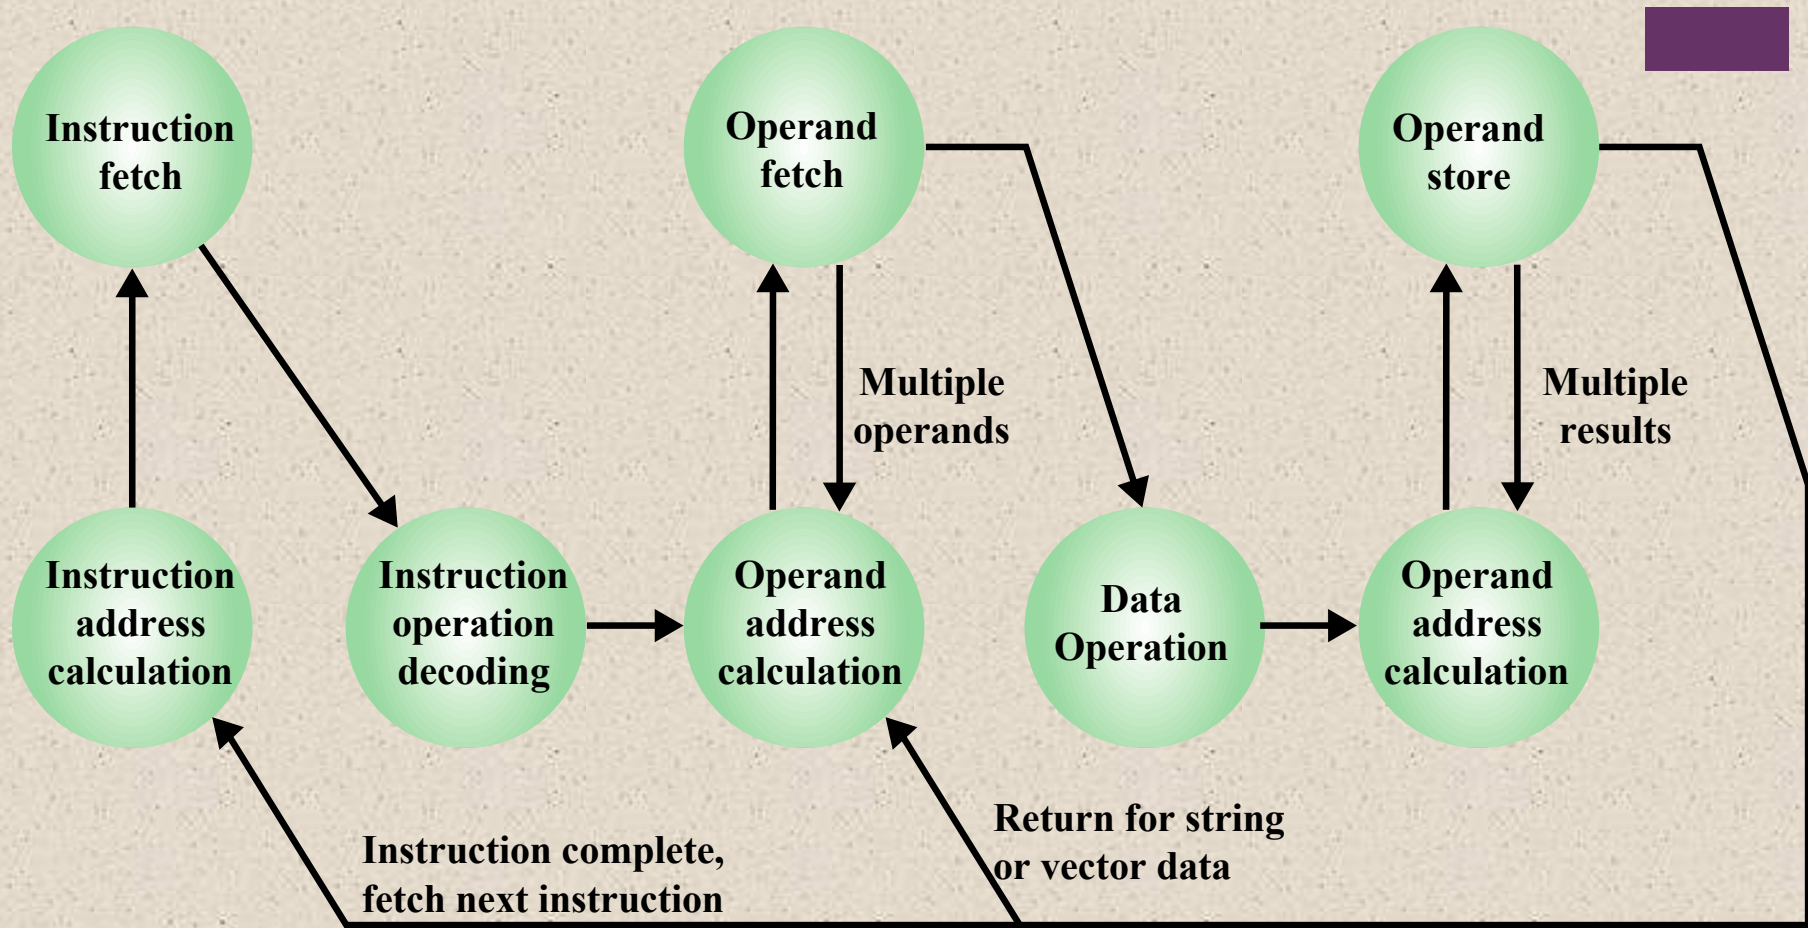 Instruction
fetch
Operand
fetch
Operand
store
Multiple
operands
Multiple
results
Instruction
address
calculation
Instruction
operation
decoding
Operand
address
calculation
Data
Operation
Operand
address
calculation
Instruction complete,
fetch next instruction
Return for string
or vector data